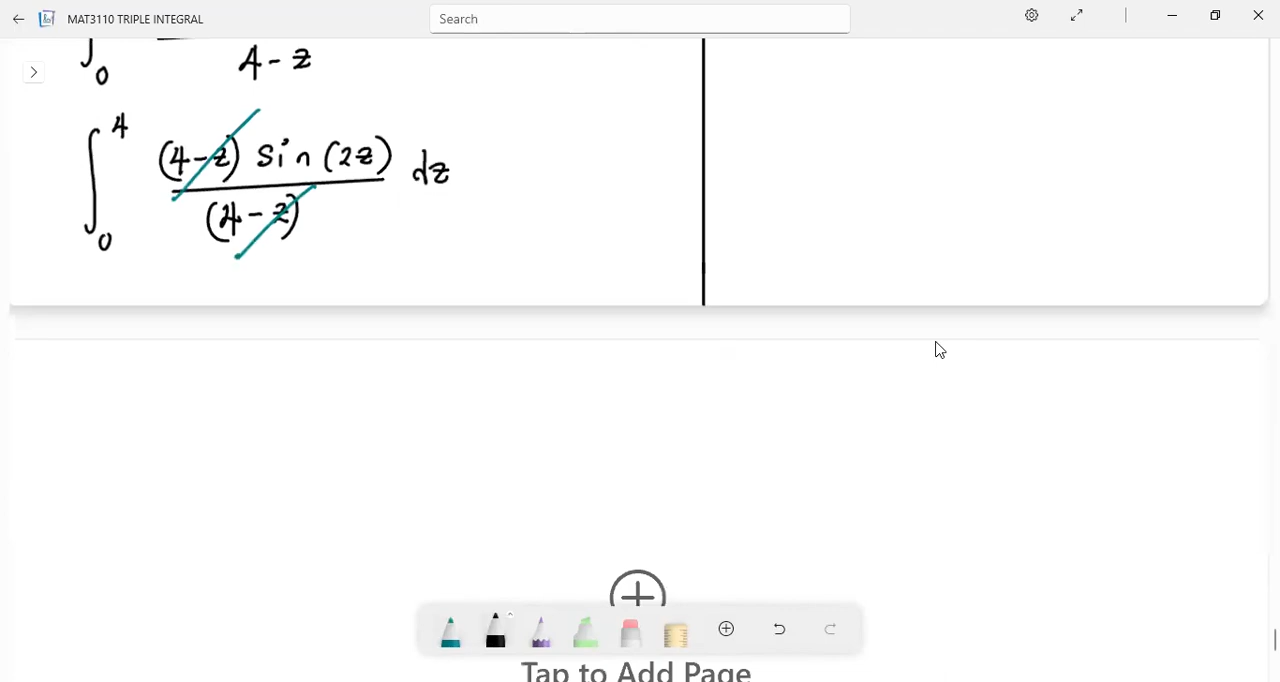 MAT3110 TRIPLE INTEGRAL
Search
∫ 0
4 - z
∫ 0 4 (4-z) sin (2z) / (4-z) dz
Tap to Add Page